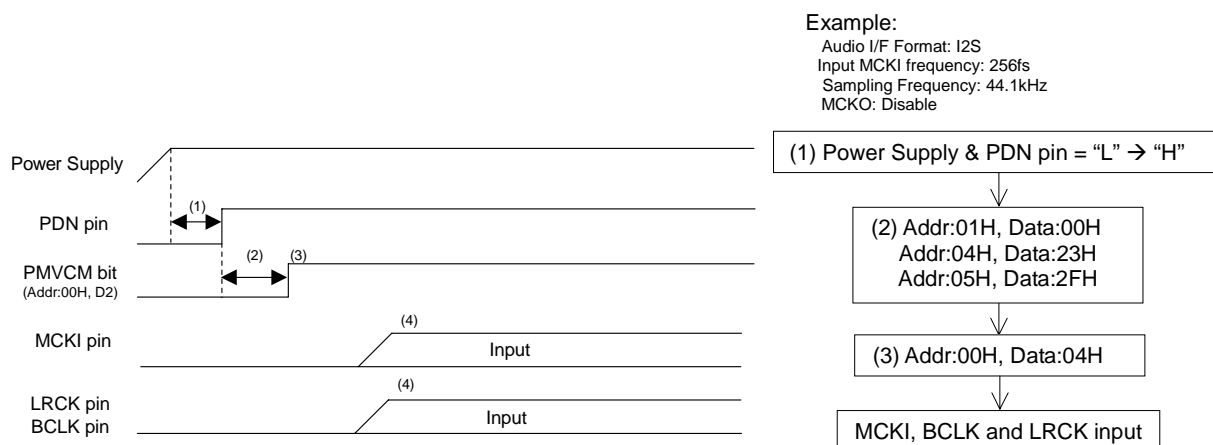 Example:
Audio I/F Format: I2S
Input MCKI frequency: 256fs
Sampling Frequency: 44.1kHz
MCKO: Disable
Power Supply
(1)
PDN pin
(2)
(3)
PMVCM bit
(Addr:00H, D2)
(4)
MCKI pin
Input
(4)
LRCK pin
BCLK pin
Input
(1) Power Supply & PDN pin = “L” → “H”
(2) Addr:01H, Data:00H
Addr:04H, Data:23H
Addr:05H, Data:2FH
(3) Addr:00H, Data:04H
MCKI, BCLK and LRCK input